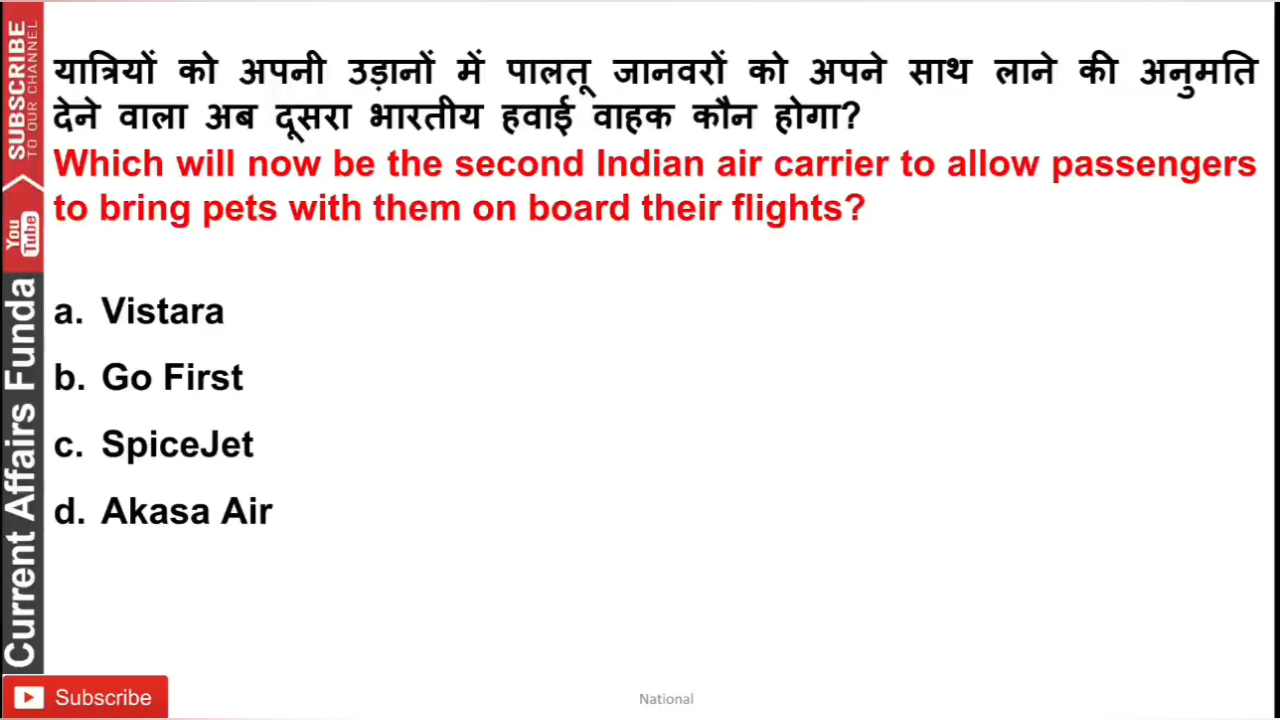 यात्रियों को अपनी उड़ानों में पालतू जानवरों को अपने साथ लाने की अनुमति
देने वाला अब दूसरा भारतीय हवाई वाहक कौन होगा?
Which will now be the second Indian air carrier to allow passengers
to bring pets with them on board their flights?
a. Vistara
b. Go First
c. SpiceJet
d. Akasa Air
SUBSCRIBE
TO OUR CHANNEL
You
Tube
Current Affairs Funda
Subscribe
National